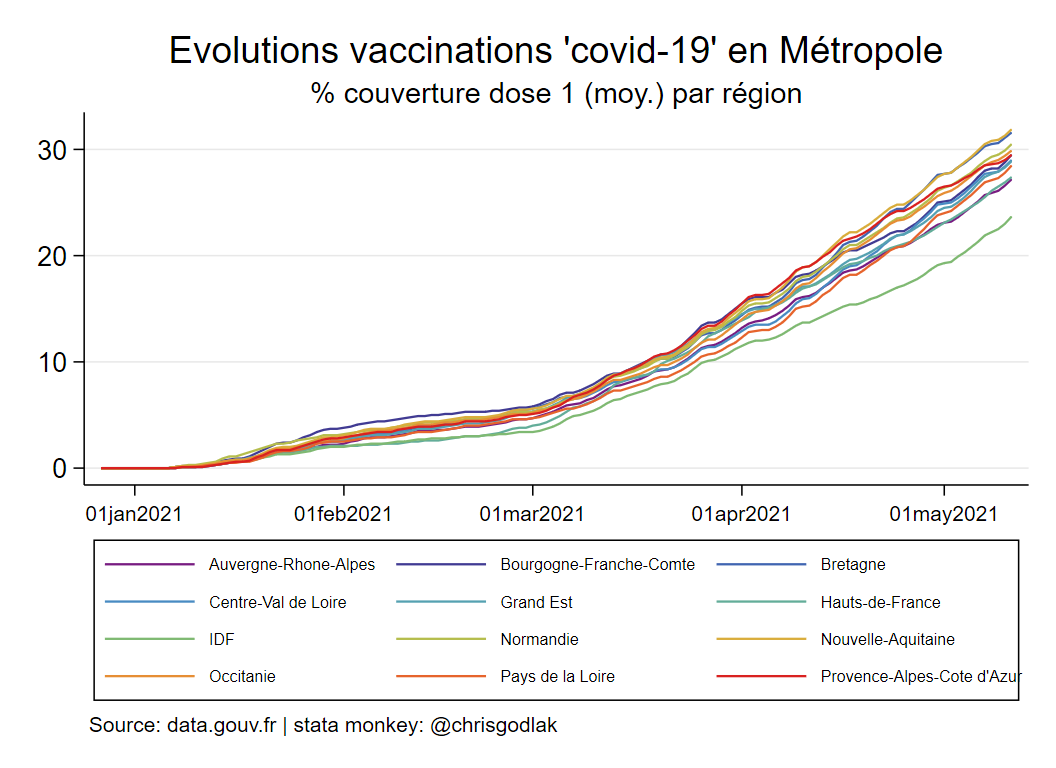 Evolutions vaccinations 'covid-19' en Métropole
% couverture dose 1 (moy.) par région
30
20
10
0
01jan2021 01feb2021 01mar2021 01apr2021 01may2021
Auvergne-Rhone-Alpes Bourgogne-Franche-Comte Bretagne
Centre-Val de Loire Grand Est Hauts-de-France
IDF Normandie Nouvelle-Aquitaine
Occitanie Pays de la Loire Provence-Alpes-Cote d'Azur
Source: data.gouv.fr | stata monkey: @chrisgodlak